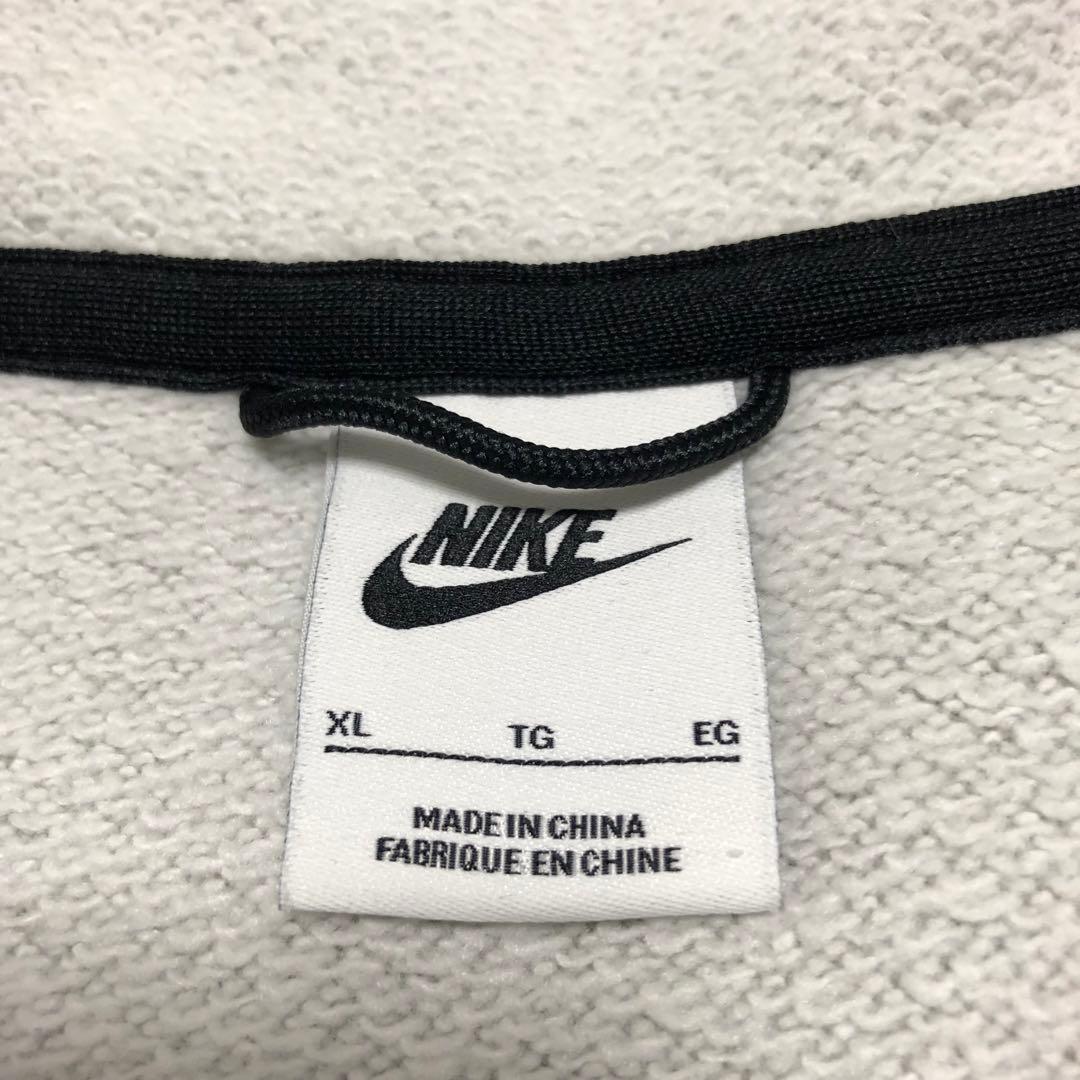 NIKE
XL TG EG
MADE IN CHINA
FABRIQUE EN CHINE